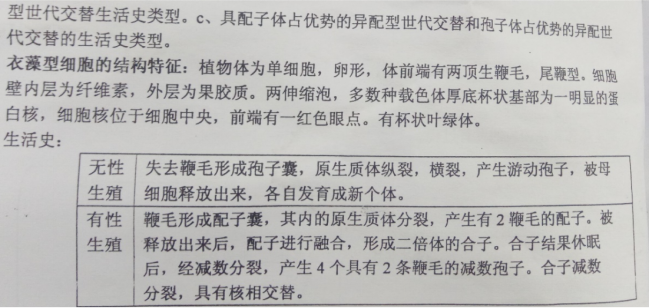 型世代交替生活史类型。c、具配子体占优势的异配型世代交替和孢子体占优势的异配世
代交替的生活史类型。
衣藻型细胞的结构特征：植物体为单细胞，卵形，体前端有两顶生鞭毛，尾鞭型。细胞
壁内层为纤维素，外层为果胶质。两伸缩泡，多数种载色体厚底杯状基部为一明显的蛋
白核，细胞核位于细胞中央，前端有一红色眼点。有杯状叶绿体。
生活史：
无性
生殖
失去鞭毛形成孢子囊，原生质体纵裂，横裂，产生游动孢子，被母
细胞释放出来，各自发育成新个体。
有性
生殖
鞭毛形成配子囊，其内的原生质体分裂，产生有2鞭毛的配子。被
释放出来后，配子进行融合，形成二倍体的合子。合子结果休眠
后，经减数分裂，产生4个具有2条鞭毛的减数孢子。合子减数
分裂，具有核相交替。